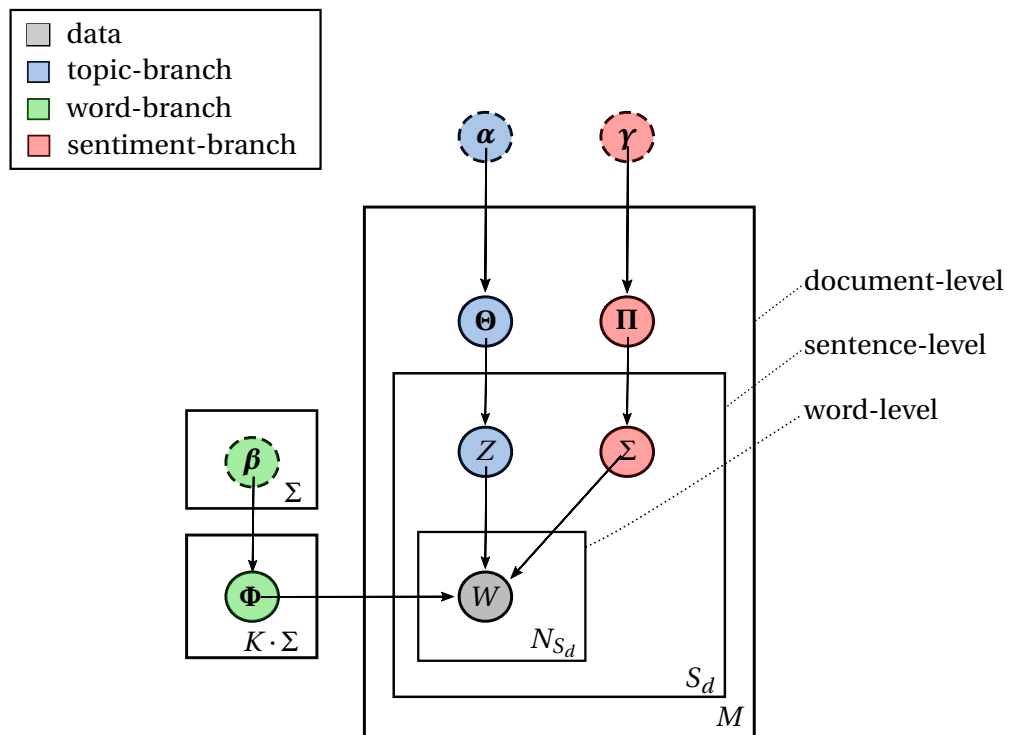 data
topic-branch
word-branch
sentiment-branch
α
γ
document-level
Θ
Π
sentence-level
word-level
β
Z
Σ
Σ
Φ
W
K · Σ
N_{S_d}
S_d
M